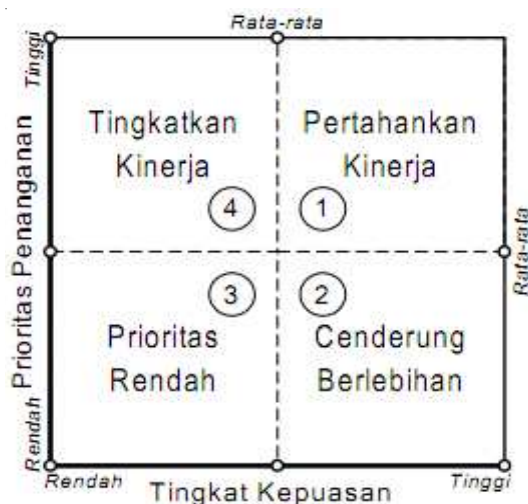 Rata-rata
Tinggi
Tingkatkan
Kinerja
Pertahankan
Kinerja
4
1
Prioritas Penanganan
Rata-rata
3
2
Prioritas
Rendah
Cenderung
Berlebihan
Rendah
Rendah
Tingkat Kepuasan
Tinggi